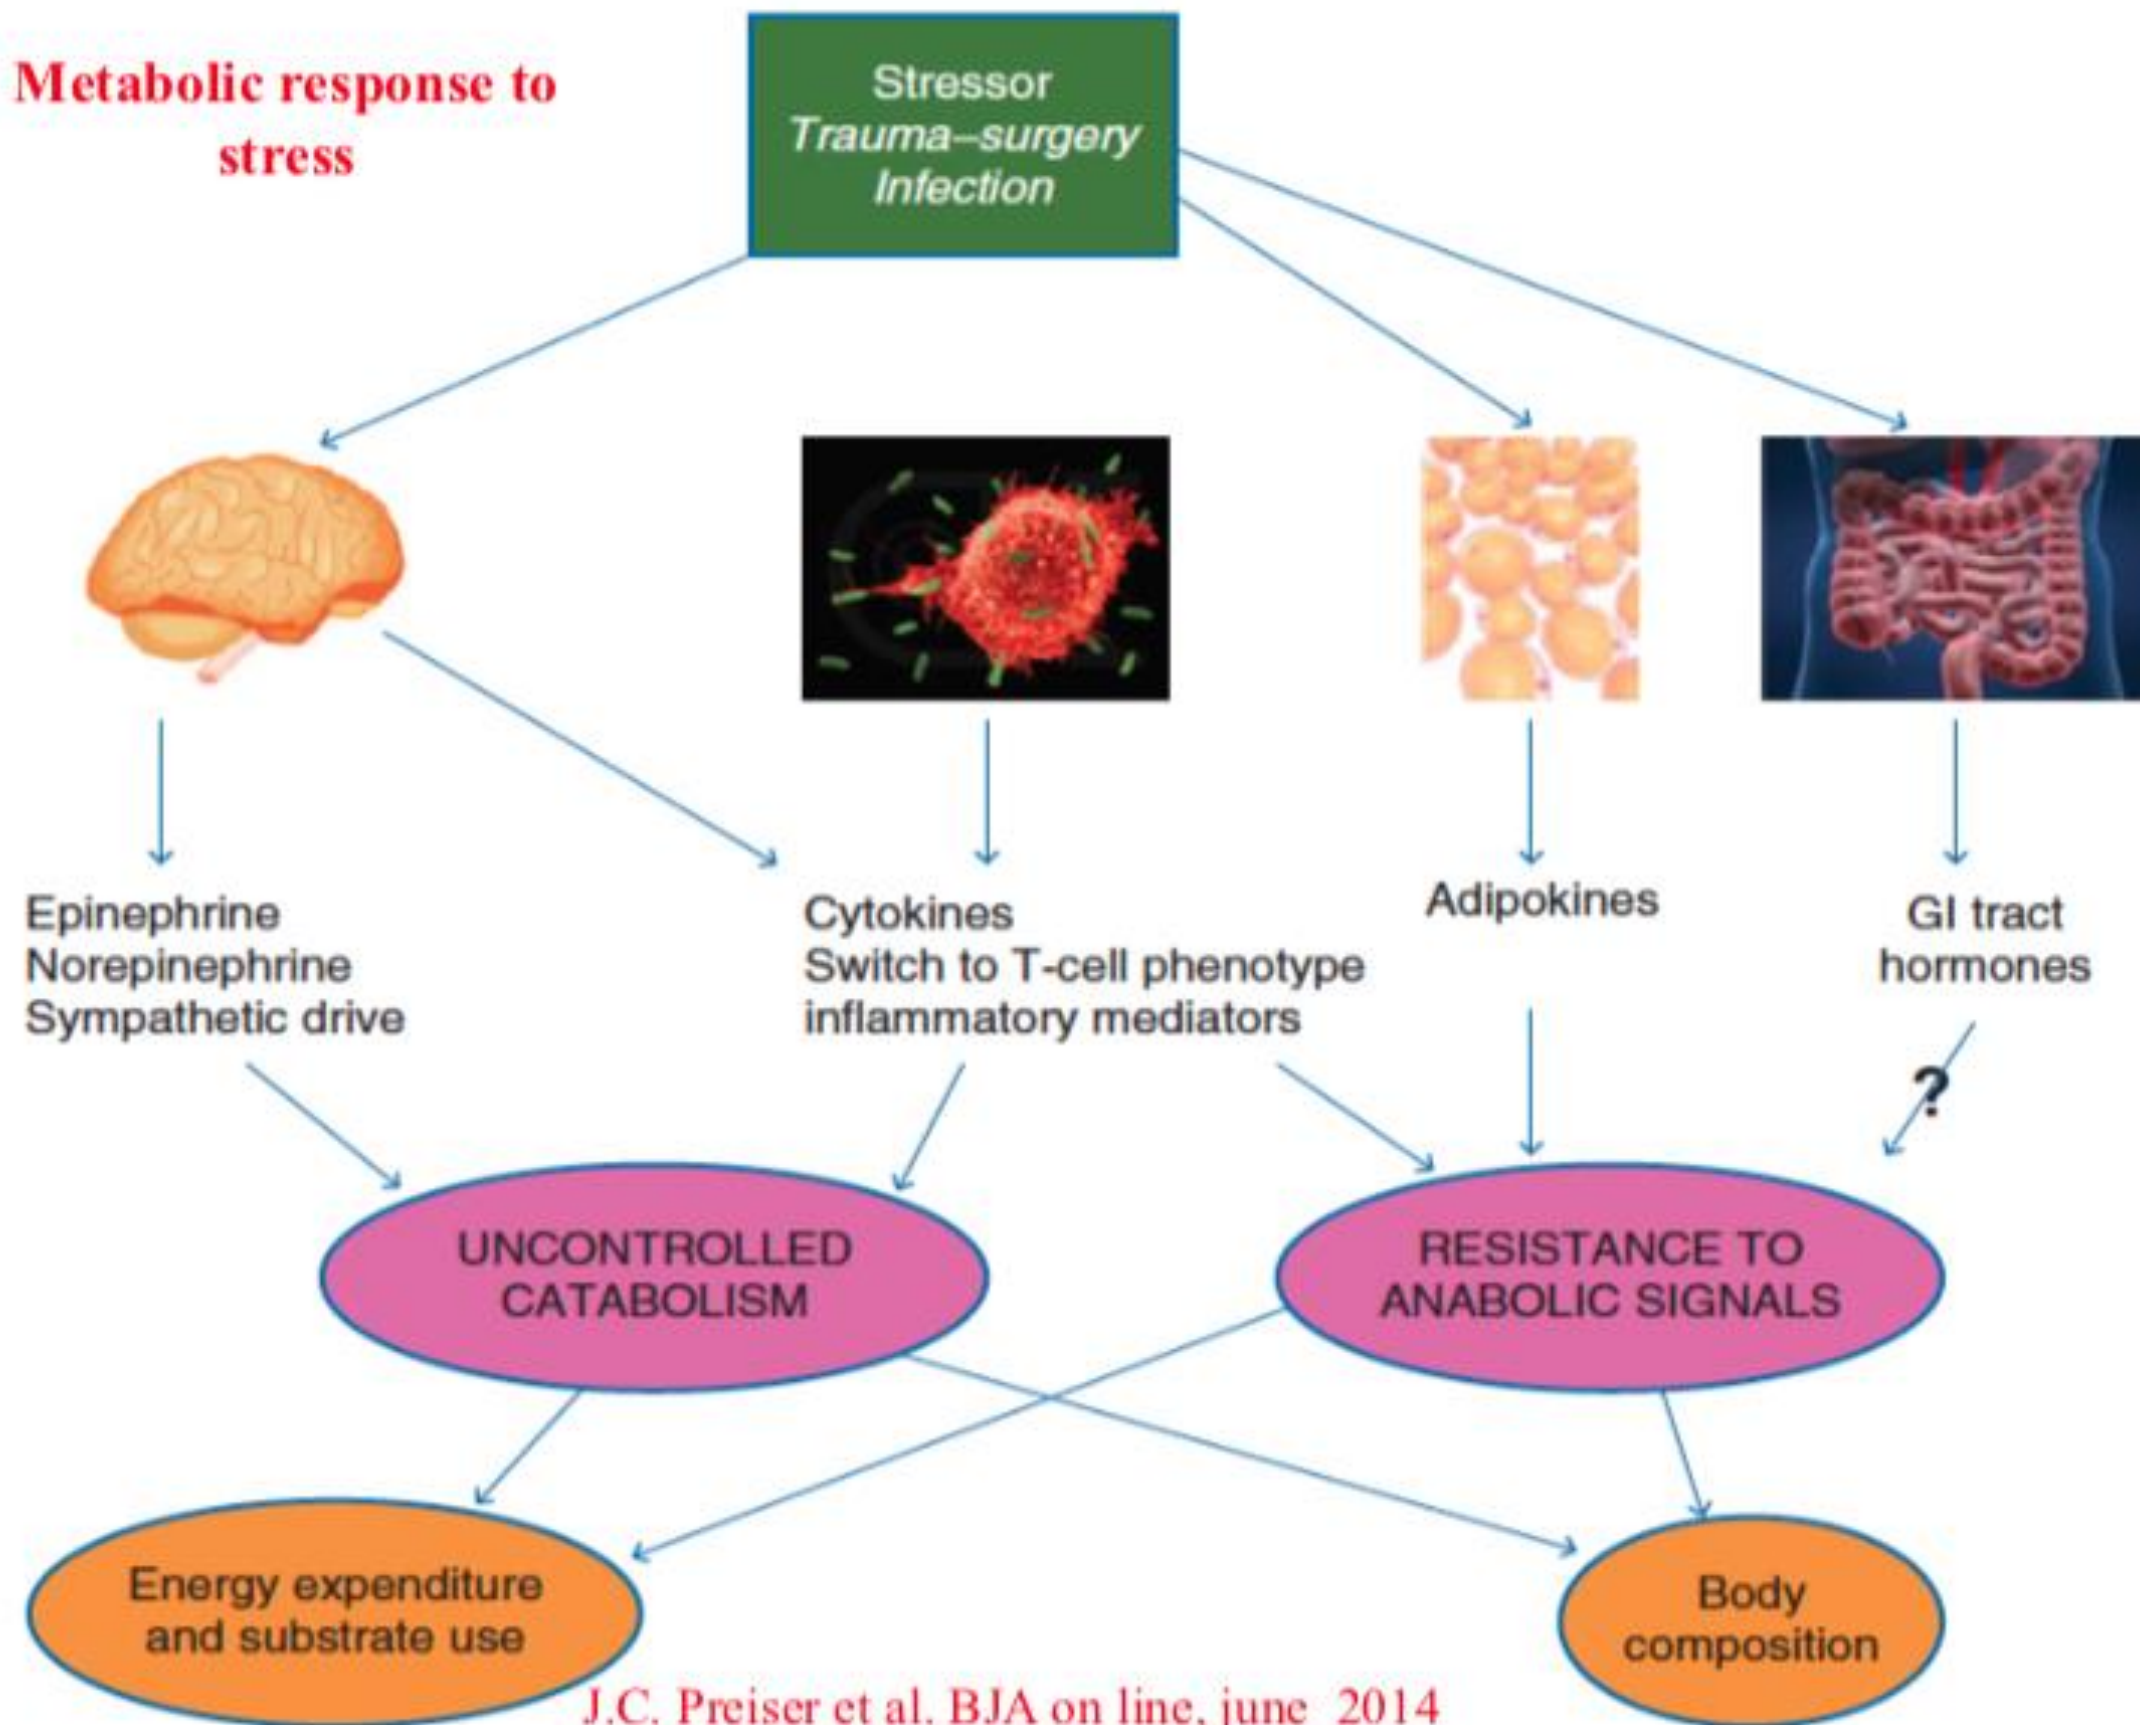 Metabolic response to
stress
Stressor
Trauma–surgery
Infection
Epinephrine
Norepinephrine
Sympathetic drive
Cytokines
Switch to T-cell phenotype
inflammatory mediators
Adipokines
GI tract
hormones
?
UNCONTROLLED
CATABOLISM
RESISTANCE TO
ANABOLIC SIGNALS
Energy expenditure
and substrate use
Body
composition
J.C. Preiser et al. BJA on line, june 2014